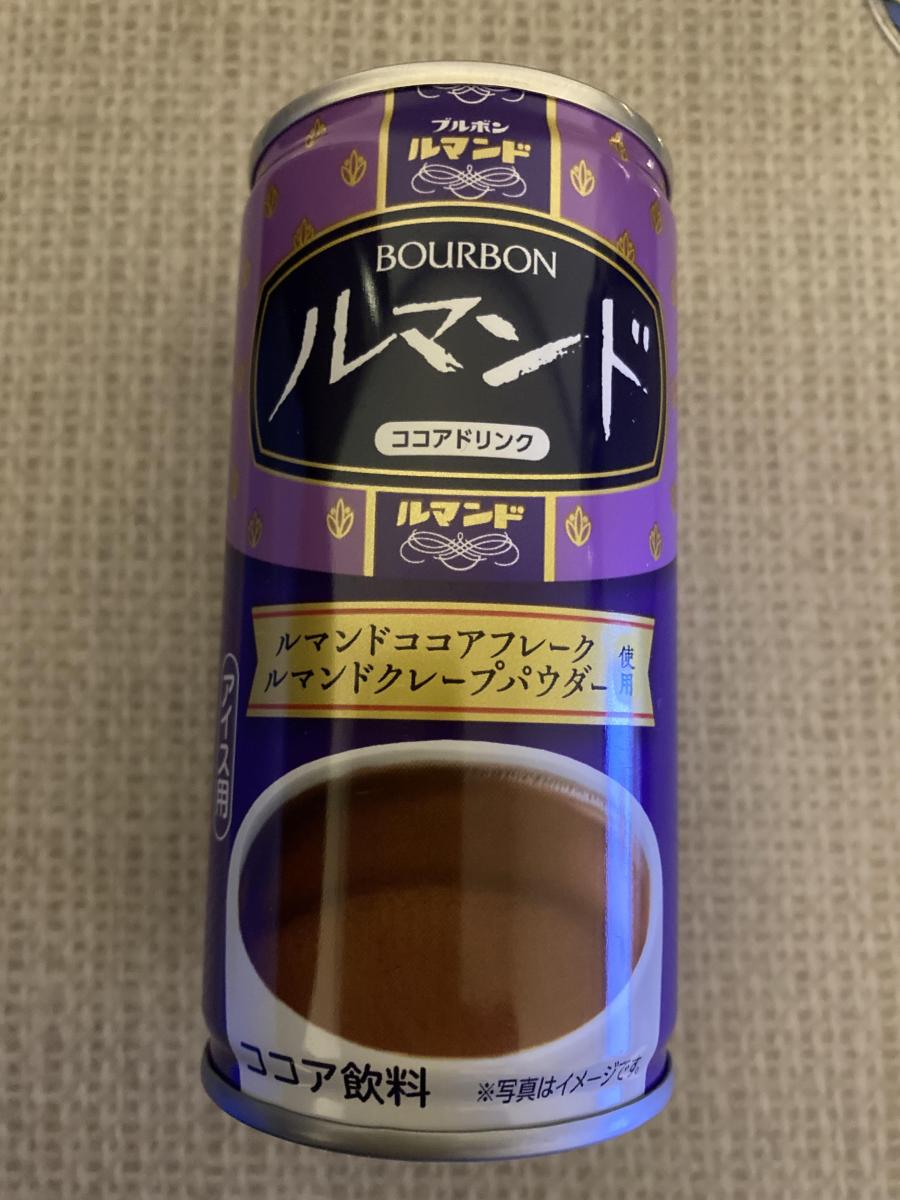 ブルボン
ルマンド
BOURBON
ルマンド
ココアドリンク
ルマンド
ルマンドココアフレーク
ルマンドクレープパウダー 使用
アイス用
ココア飲料
※写真はイメージです。